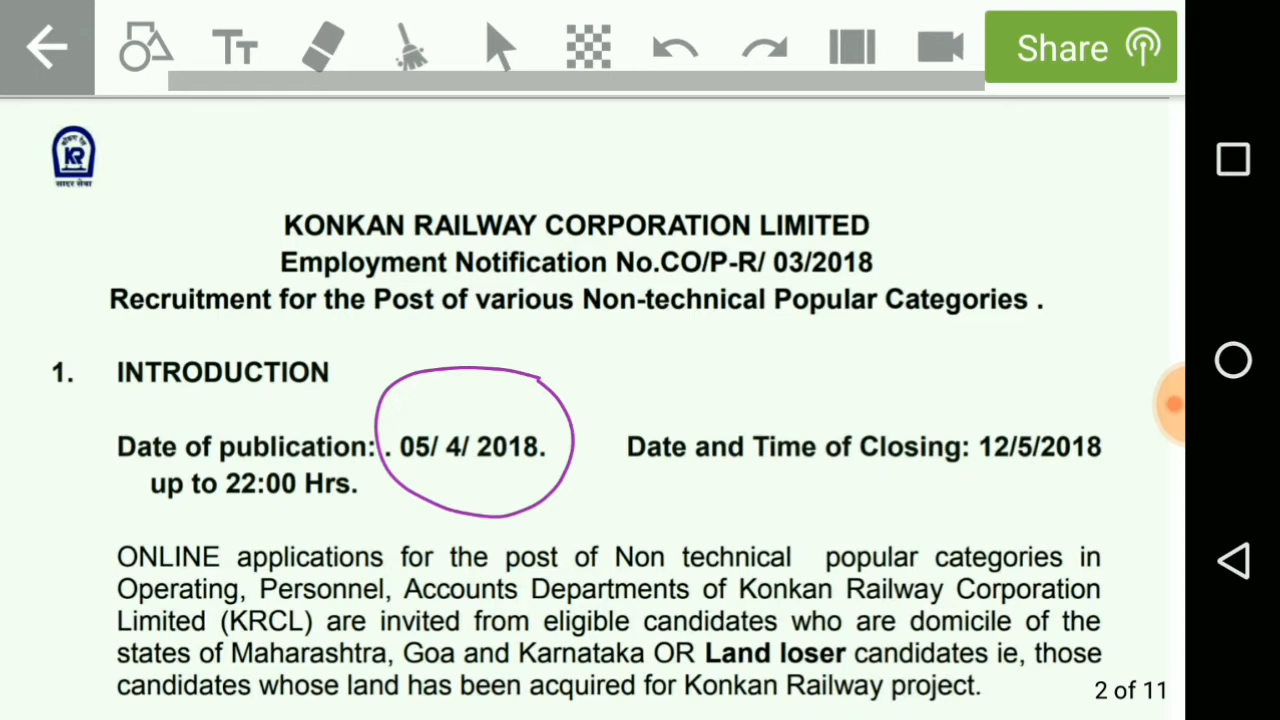 Tт
Share
KR
सादर सेवा
KONKAN RAILWAY CORPORATION LIMITED
Employment Notification No.CO/P-R/ 03/2018
Recruitment for the Post of various Non-technical Popular Categories .
1. INTRODUCTION
Date of publication: . 05/ 4/ 2018. Date and Time of Closing: 12/5/2018
up to 22:00 Hrs.
ONLINE applications for the post of Non technical popular categories in
Operating, Personnel, Accounts Departments of Konkan Railway Corporation
Limited (KRCL) are invited from eligible candidates who are domicile of the
states of Maharashtra, Goa and Karnataka OR Land loser candidates ie, those
candidates whose land has been acquired for Konkan Railway project.
2 of 11